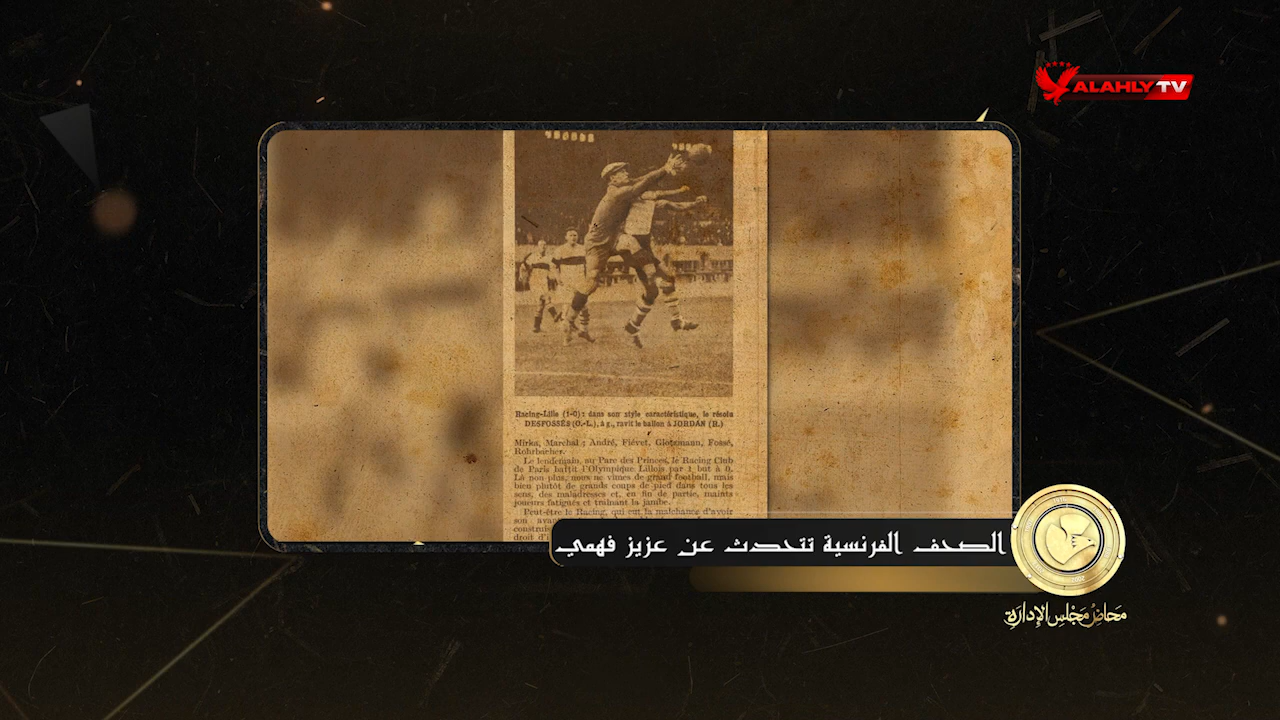 ALAHLY TV
Racing-Lille (1-0) : dans son style caractéristique, le résolu
DESFOSSÉS (O.-L.), à g., ravit le ballon à JORDAN (R.)
Mirka, Marchal ; André, Fiévet, Glotzmann, Fossé,
Rohrbacher.
Le lendemain, au Parc des Princes, le Racing Club
de Paris battit l'Olympique Lillois par 1 but à 0.
Là non plus, nous ne vîmes de grand football, mais
bien plutôt de grands coups de pied dans tous les
sens, des maladresses et, en fin de partie, maints
joueurs fatigués et traînant la jambe.
Peut-être le Racing, qui eut la malchance d'avoir
son
droit
الصحف الفرنسية تتحدث عن عزيز فهمي
محاضر مجلس الإدارة